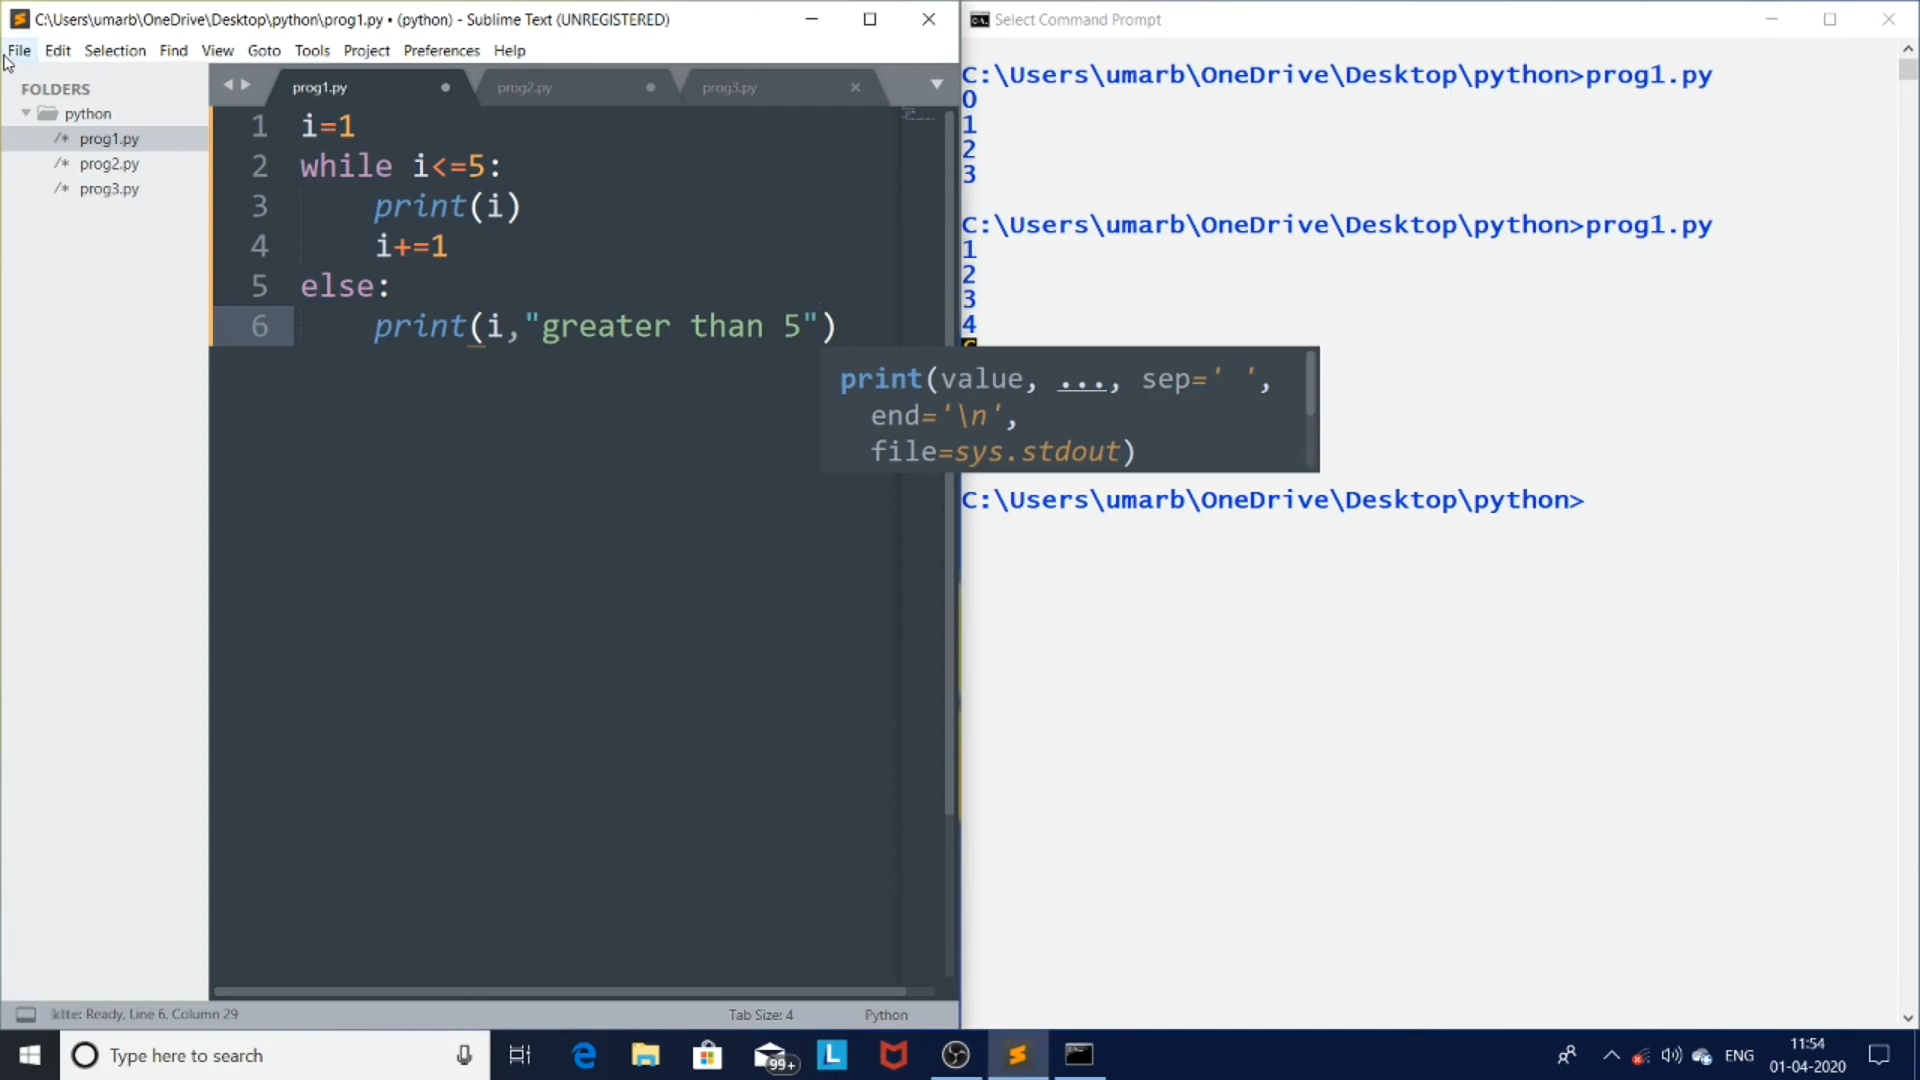 C:\Users\umarb\OneDrive\Desktop\python\prog1.py • (python) - Sublime Text (UNREGISTERED)
File Edit Selection Find View Goto Tools Project Preferences Help
FOLDERS
python
/* prog1.py
/* prog2.py
/* prog3.py
prog1.py prog2.py prog3.py
1 i=1
2 while i<=5:
3 print(i)
4 i+=1
5 else:
6 print(i,"greater than 5")
print(value, ..., sep=' ',
end='\n',
file=sys.stdout)
Select Command Prompt
C:\Users\umarb\OneDrive\Desktop\python>prog1.py
0
1
2
3
C:\Users\umarb\OneDrive\Desktop\python>prog1.py
1
2
3
4
C:\Users\umarb\OneDrive\Desktop\python>
Ready, Line 6, Column 29
Tab Size: 4
Python
Type here to search
99+
L
ENG
11:54
01-04-2020